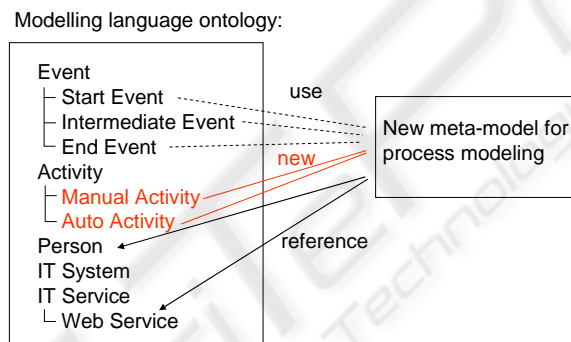 Modelling language ontology:
Event
Start Event
Intermediate Event
End Event
Activity
Manual Activity
Auto Activity
Person
IT System
IT Service
Web Service
use
new
reference
New meta-model for
process modeling